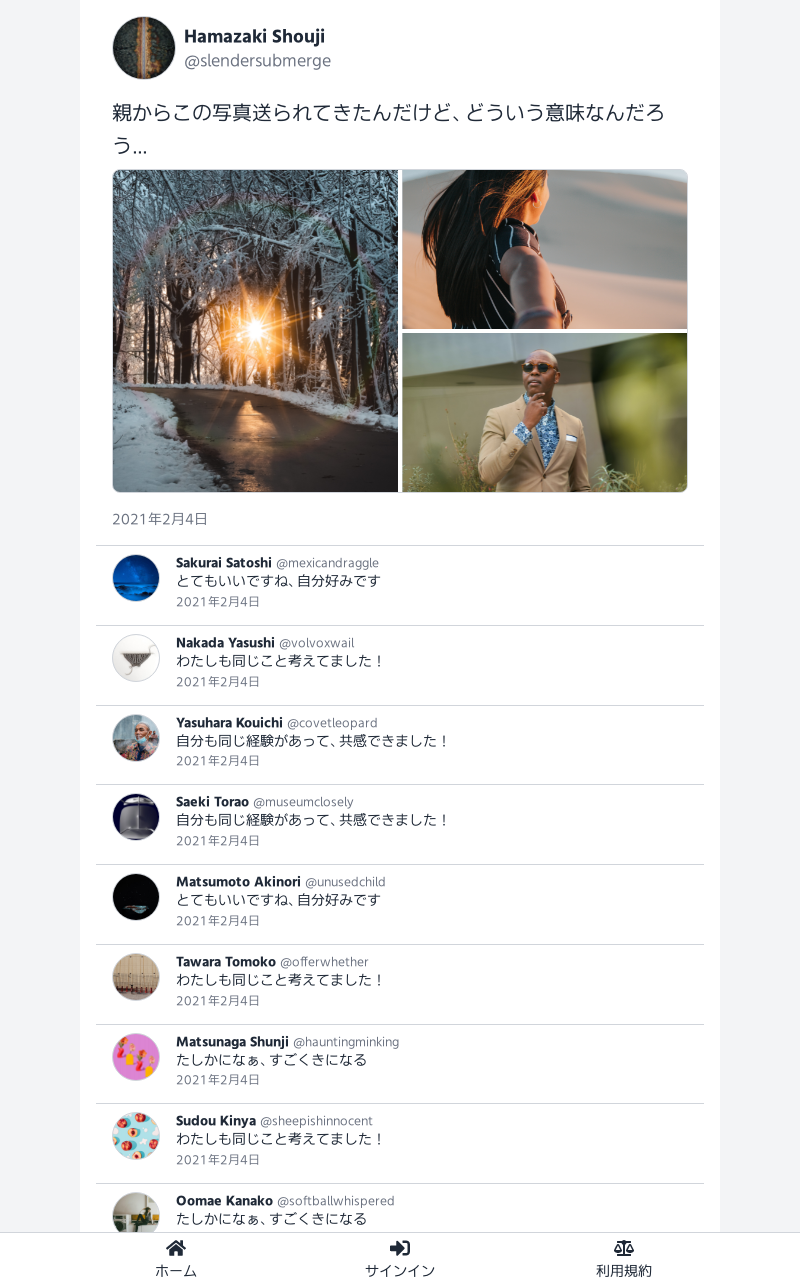 Hamazaki Shouji
@slendersubmerge
親からこの写真送られてきたんだけど、どういう意味なんだろ
う...
2021年2月4日
Sakurai Satoshi @mexicandraggle
とてもいいですね、自分好みです
2021年2月4日
Nakada Yasushi @volvoxwail
わたしも同じこと考えてました！
2021年2月4日
Yasuhara Kouichi @covetleopard
自分も同じ経験があって、共感できました！
2021年2月4日
Saeki Torao @museumclosely
自分も同じ経験があって、共感できました！
2021年2月4日
Matsumoto Akinori @unusedchild
とてもいいですね、自分好みです
2021年2月4日
Tawara Tomoko @offerwhether
わたしも同じこと考えてました！
2021年2月4日
Matsunaga Shunji @hauntingminking
たしかになぁ、すごくきになる
2021年2月4日
Sudou Kinya @sheepishinnocent
わたしも同じこと考えてました！
2021年2月4日
Oomae Kanako @softballwhispered
たしかになぁ、すごくきになる
ホーム
サインイン
利用規約